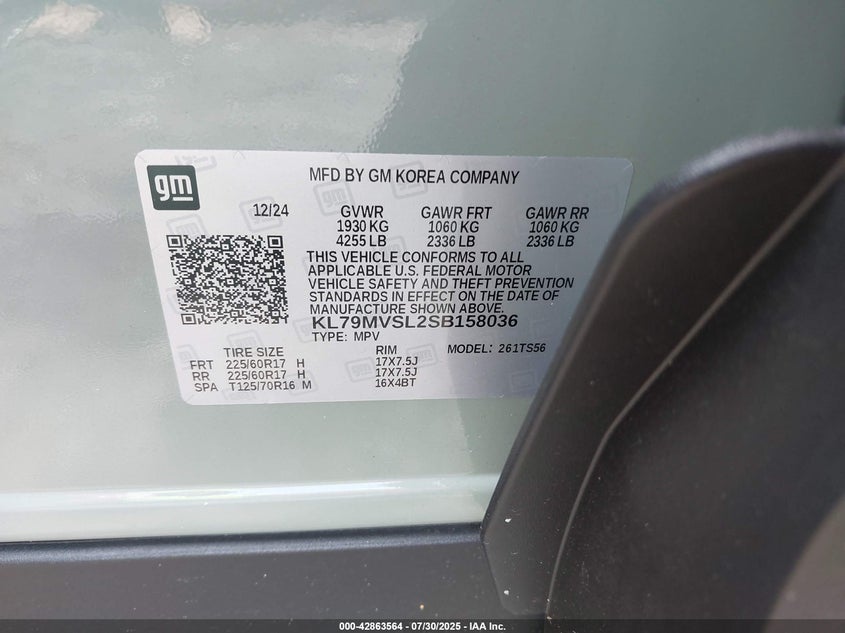 gm
MFD BY GM KOREA COMPANY
12/24 GVWR GAWR FRT GAWR RR
1930 KG 1060 KG 1060 KG
4255 LB 2336 LB 2336 LB
THIS VEHICLE CONFORMS TO ALL
APPLICABLE U.S. FEDERAL MOTOR
VEHICLE SAFETY AND THEFT PREVENTION
STANDARDS IN EFFECT ON THE DATE OF
MANUFACTURE SHOWN ABOVE.
KL79MVSL2SB158036
TYPE: MPV
TIRE SIZE RIM MODEL: 261TS56
FRT 225/60R17 H 17X7.5J
RR 225/60R17 H 17X7.5J
SPA T125/70R16 M 16X4BT
000-42863564 - 07/30/2025 - IAA Inc.